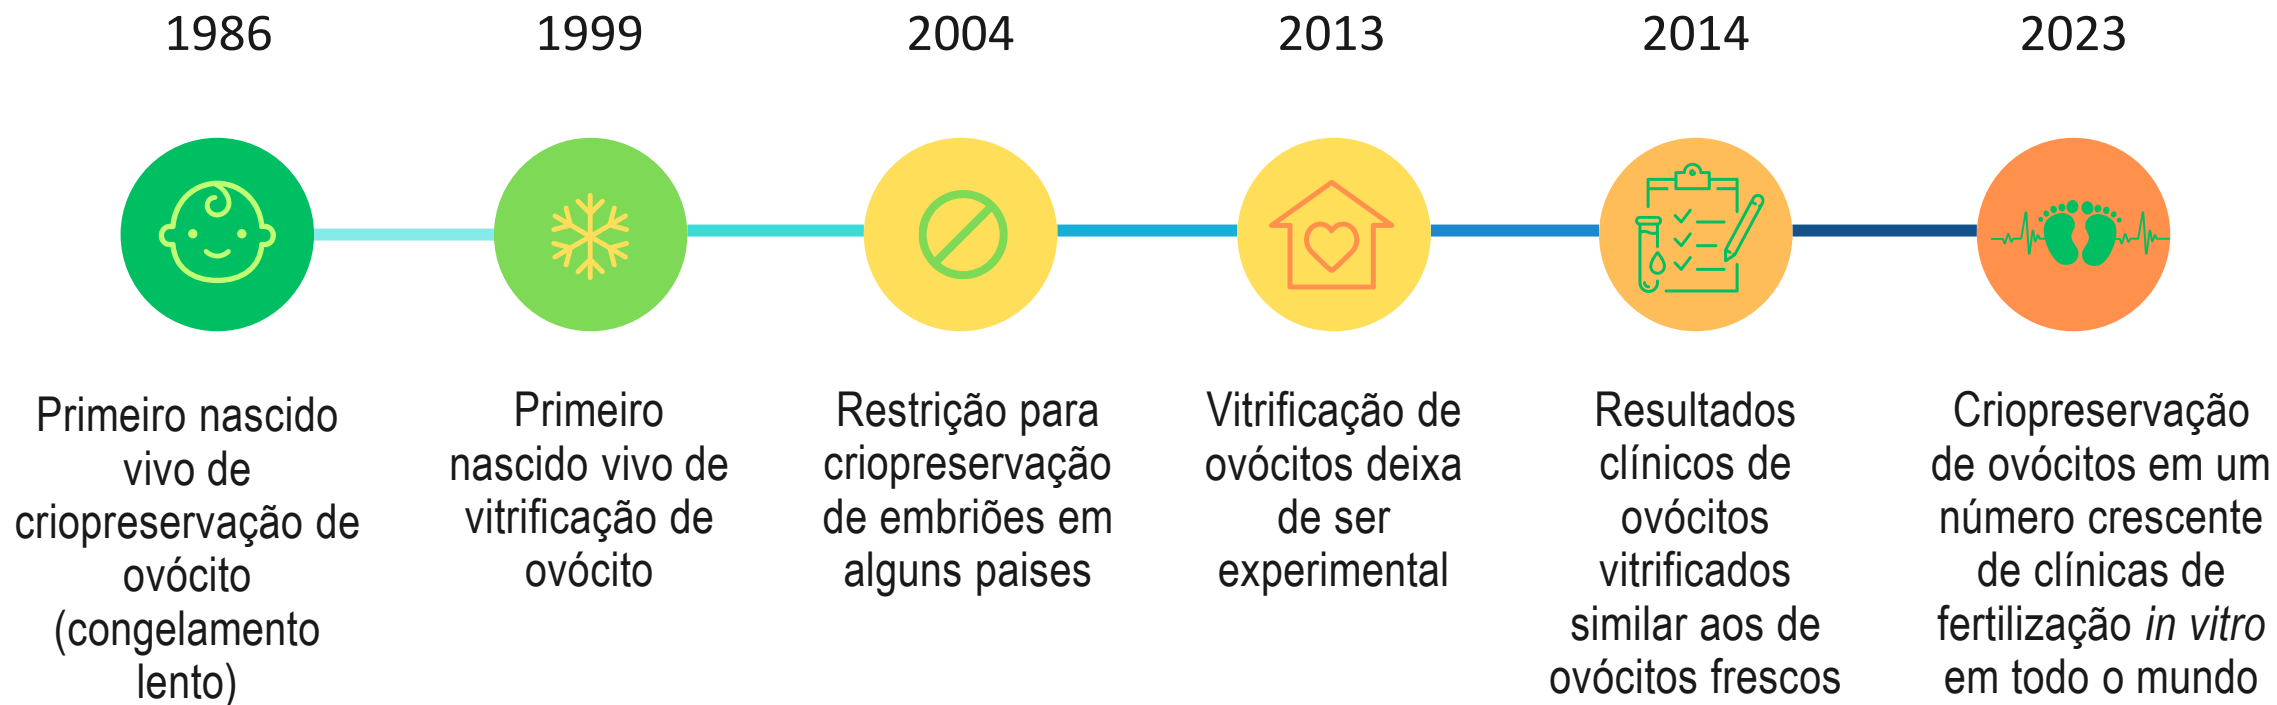 1986
Primeiro nascido
vivo de
criopreservação de
ovócito
(congelamento
lento)
1999
Primeiro
nascido vivo de
vitrificação de
ovócito
2004
Restrição para
criopreservação
de embriões em
alguns paises
2013
Vitrificação de
ovócitos deixa
de ser
experimental
2014
Resultados
clínicos de
ovócitos
vitrificados
similar aos de
ovócitos frescos
2023
Criopreservação
de ovócitos em um
número crescente
de clínicas de
fertilização in vitro
em todo o mundo